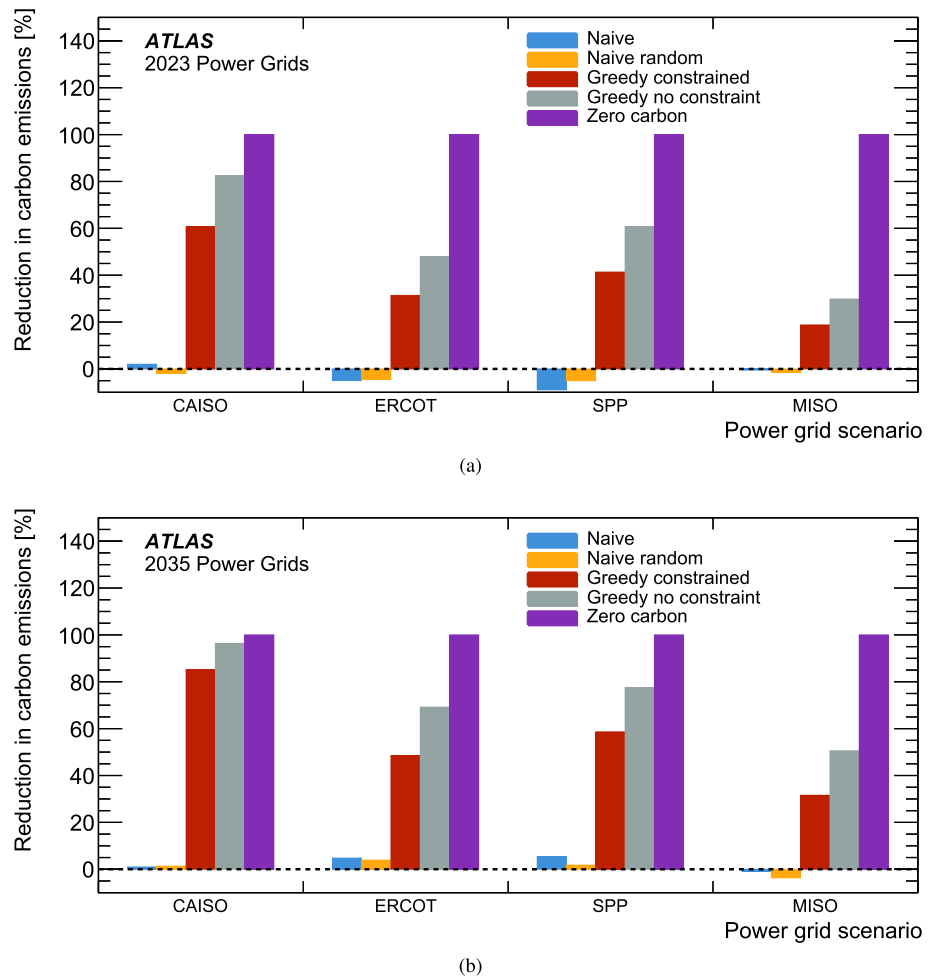 Reduction in carbon emissions [%]
140
120
100
80
60
40
20
0
ATLAS
2023 Power Grids
Naive
Naive random
Greedy constrained
Greedy no constraint
Zero carbon
CAISO ERCOT SPP MISO
Power grid scenario
(a)
Reduction in carbon emissions [%]
140
120
100
80
60
40
20
0
ATLAS
2035 Power Grids
Naive
Naive random
Greedy constrained
Greedy no constraint
Zero carbon
CAISO ERCOT SPP MISO
Power grid scenario
(b)